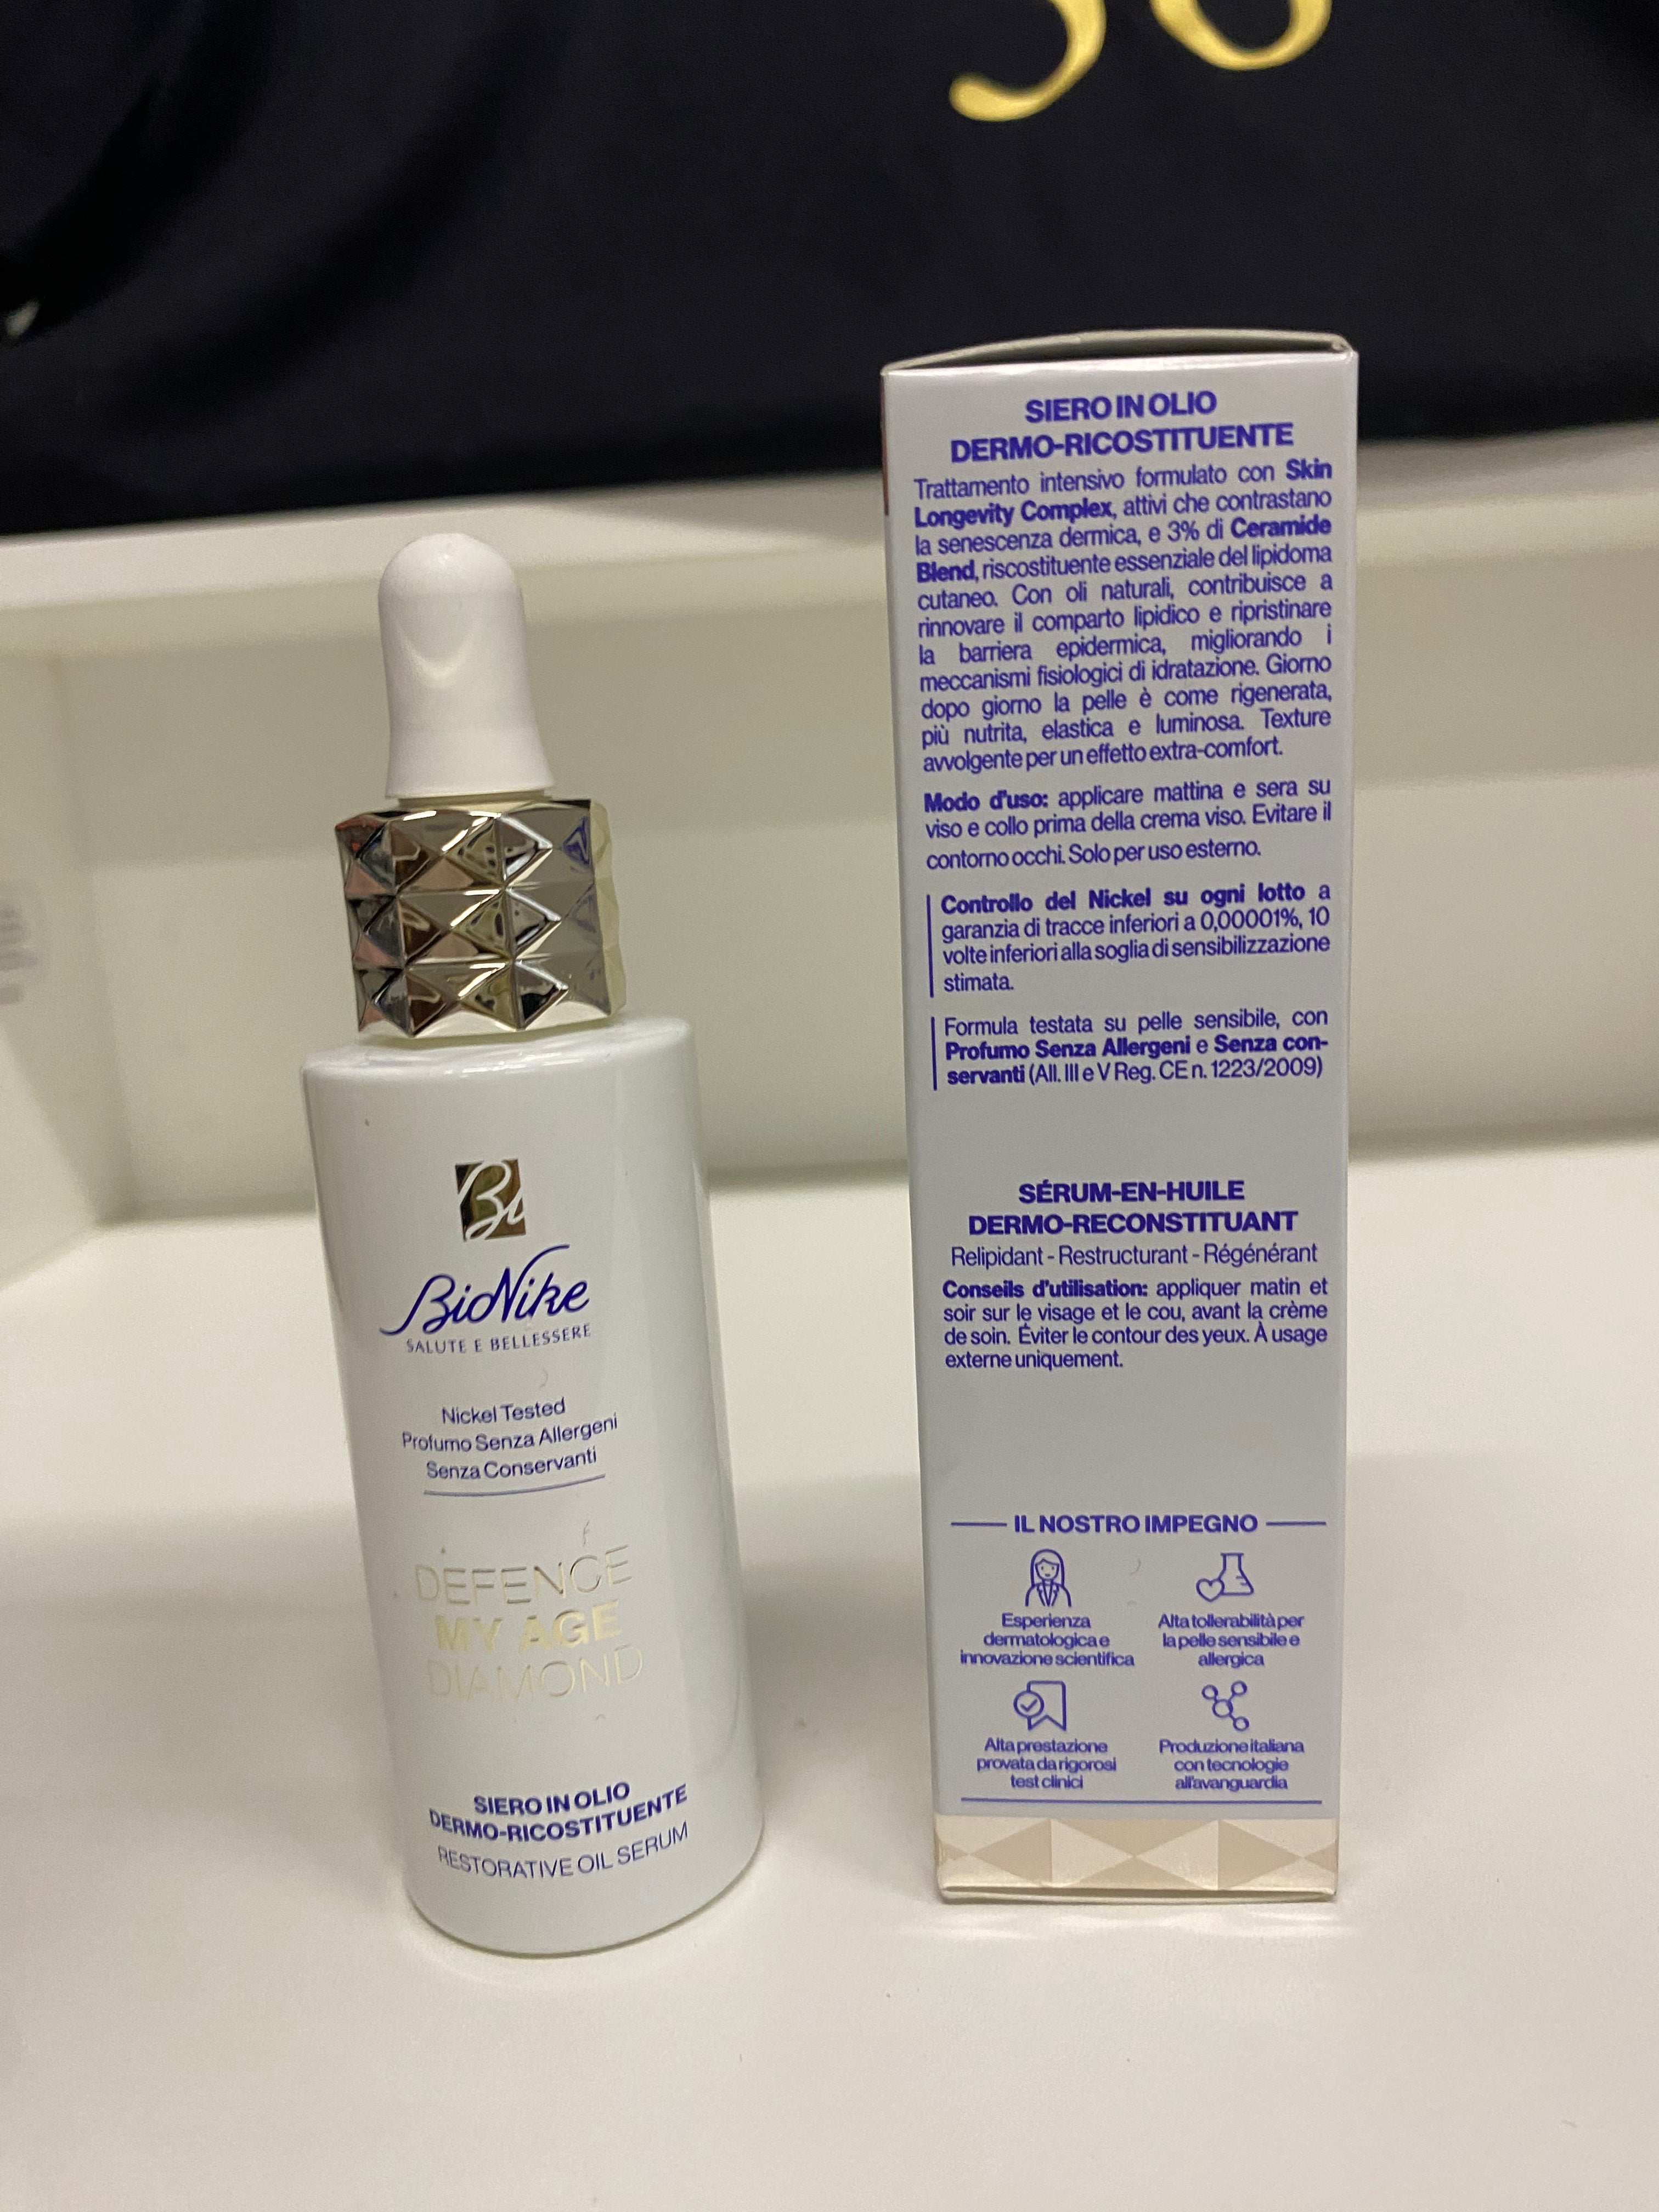 Bi
BioNike
SALUTE E BELLESSERE
Nickel Tested
Profumo Senza Allergeni
Senza Conservanti
DEFENCE
MY AGE
DIAMOND
SIERO IN OLIO
DERMO-RICOSTITUENTE
RESTORATIVE OIL SERUM
SIERO IN OLIO
DERMO-RICOSTITUENTE
Trattamento intensivo formulato con Skin
Longevity Complex, attivi che contrastano
la senescenza dermica, e 3% di Ceramide
Blend, riscostituente essenziale del lipidoma
cutaneo. Con oli naturali, contribuisce a
rinnovare il comparto lipidico e ripristinare
la barriera epidermica, migliorando i
meccanismi fisiologici di idratazione. Giorno
dopo giorno la pelle è come rigenerata,
più nutrita, elastica e luminosa. Texture
avvolgente per un effetto extra-comfort.
Modo d'uso: applicare mattina e sera su
viso e collo prima della crema viso. Evitare il
contorno occhi. Solo per uso esterno.
Controllo del Nickel su ogni lotto a
garanzia di tracce inferiori a 0,00001%, 10
volte inferiori alla soglia di sensibilizzazione
stimata.
Formula testata su pelle sensibile, con
Profumo Senza Allergeni e Senza con-
servanti (All. III e V Reg. CE n. 1223/2009)
SÉRUM-EN-HUILE
DERMO-RECONSTITUANT
Relipidant - Restructurant - Régénérant
Conseils d'utilisation: appliquer matin et
soir sur le visage et le cou, avant la crème
de soin. Éviter le contour des yeux. À usage
externe uniquement.
IL NOSTRO IMPEGNO
Esperienza
dermatologica e
innovazione scientifica
Alta tollerabilità per
la pelle sensibile e
allergica
Alta prestazione
provata da rigorosi
test clinici
Produzione italiana
con tecnologie
all'avanguardia